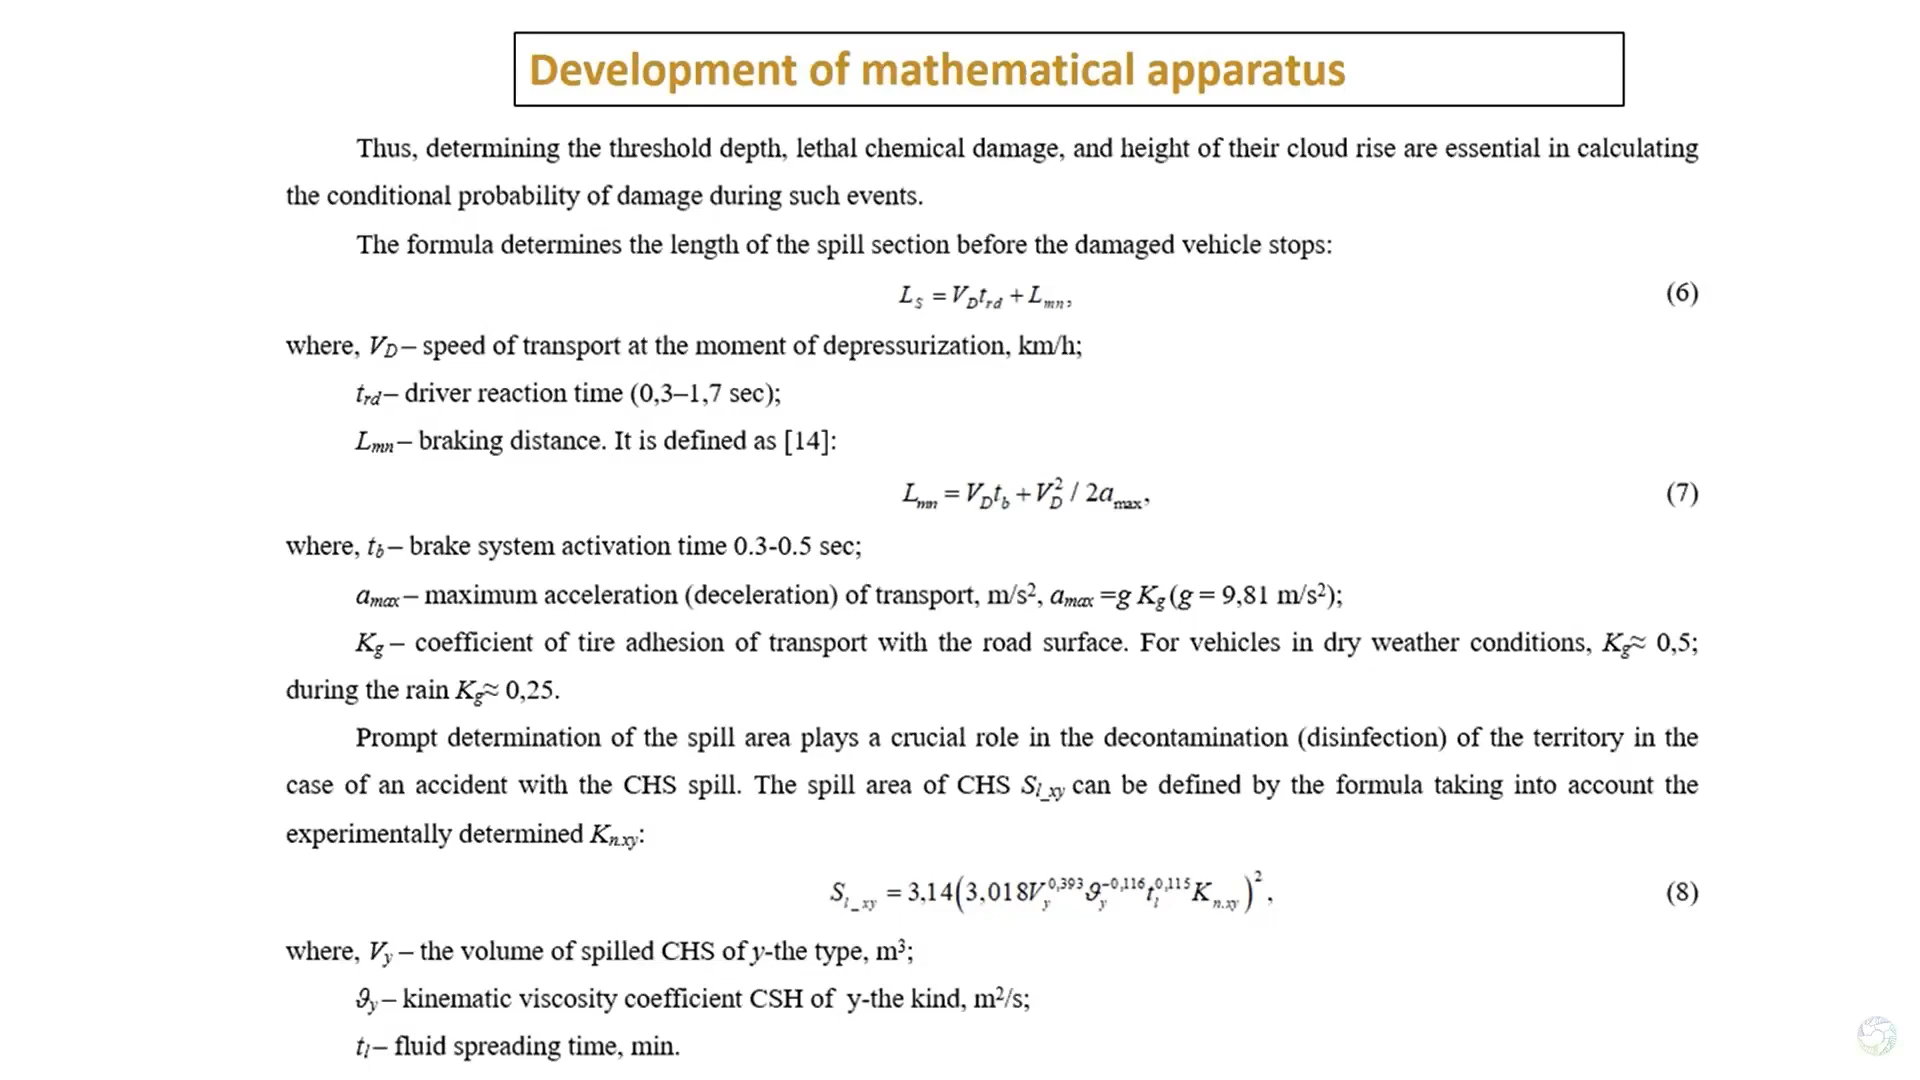 Development of mathematical apparatus
Thus, determining the threshold depth, lethal chemical damage, and height of their cloud rise are essential in calculating
the conditional probability of damage during such events.
The formula determines the length of the spill section before the damaged vehicle stops:
L_S = V_D t_rd + L_mn, (6)
where, V_D – speed of transport at the moment of depressurization, km/h;
t_rd – driver reaction time (0,3–1,7 sec);
L_mn – braking distance. It is defined as [14]:
L_mn = V_D t_b + V_D^2 / 2a_max, (7)
where, t_b – brake system activation time 0.3-0.5 sec;
a_max – maximum acceleration (deceleration) of transport, m/s², a_max =g K_g (g = 9,81 m/s²);
K_g – coefficient of tire adhesion of transport with the road surface. For vehicles in dry weather conditions, K_g≈ 0,5;
during the rain K_g≈ 0,25.
Prompt determination of the spill area plays a crucial role in the decontamination (disinfection) of the territory in the
case of an accident with the CHS spill. The spill area of CHS S_l_xy can be defined by the formula taking into account the
experimentally determined K_n.xy:
S_l_xy = 3,14(3,018V_y^0,393 ϑ_y^-0,116 t_l^0,115 K_n.xy)^2, (8)
where, V_y – the volume of spilled CHS of y-the type, m³;
ϑ_y – kinematic viscosity coefficient CSH of y-the kind, m²/s;
t_l – fluid spreading time, min.